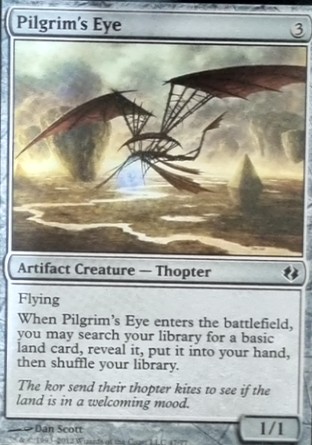 Pilgrim's Eye 3
Artifact Creature — Thopter
Flying
When Pilgrim's Eye enters the battlefield,
you may search your library for a basic
land card, reveal it, put it into your hand,
then shuffle your library.
The kor send their thopter kites to see if the
land is in a welcoming mood.
Dan Scott
1/1